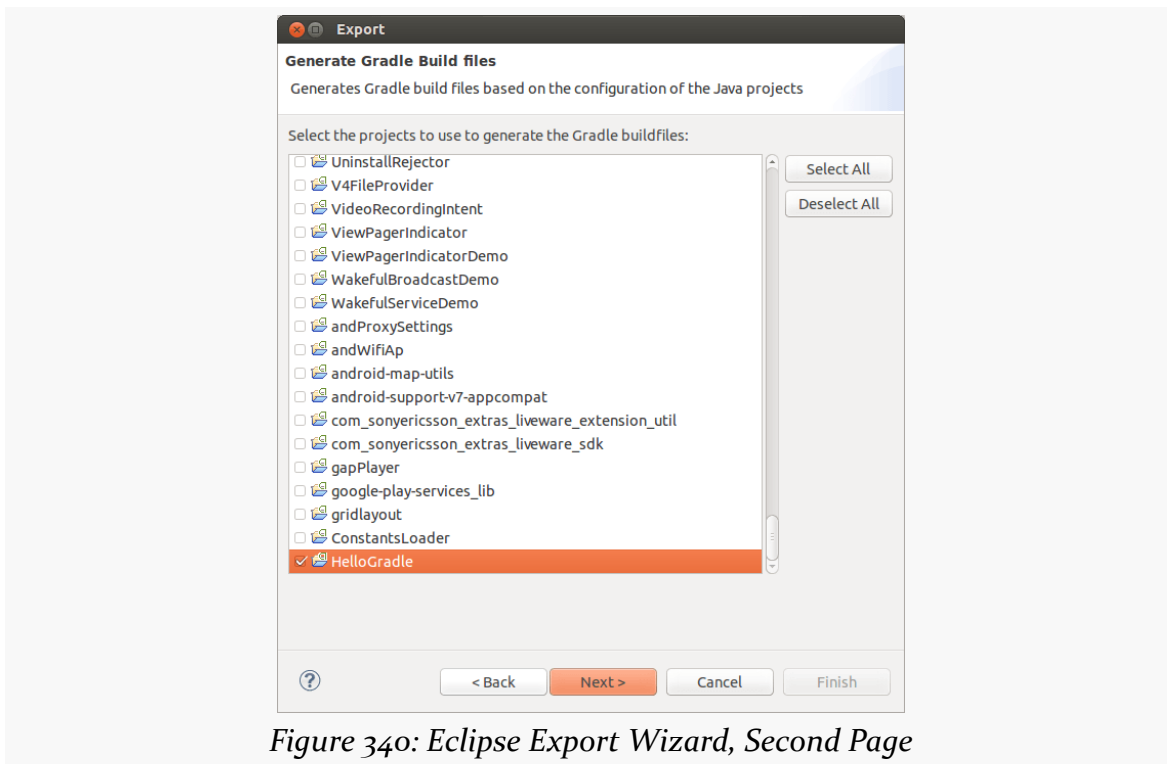 Export
Generate Gradle Build files
Generates Gradle build files based on the configuration of the Java projects
Select the projects to use to generate the Gradle buildfiles:
UninstallRejector
V4FileProvider
VideoRecordingIntent
ViewPagerIndicator
ViewPagerIndicatorDemo
WakefulBroadcastDemo
WakefulServiceDemo
andProxySettings
andWifiAp
android-map-utils
android-support-v7-appcompat
com_sonyericsson_extras_liveware_extension_util
com_sonyericsson_extras_liveware_sdk
gapPlayer
google-play-services_lib
gridlayout
ConstantsLoader
HelloGradle
Select All
Deselect All
?
< Back
Next >
Cancel
Finish
Figure 340: Eclipse Export Wizard, Second Page